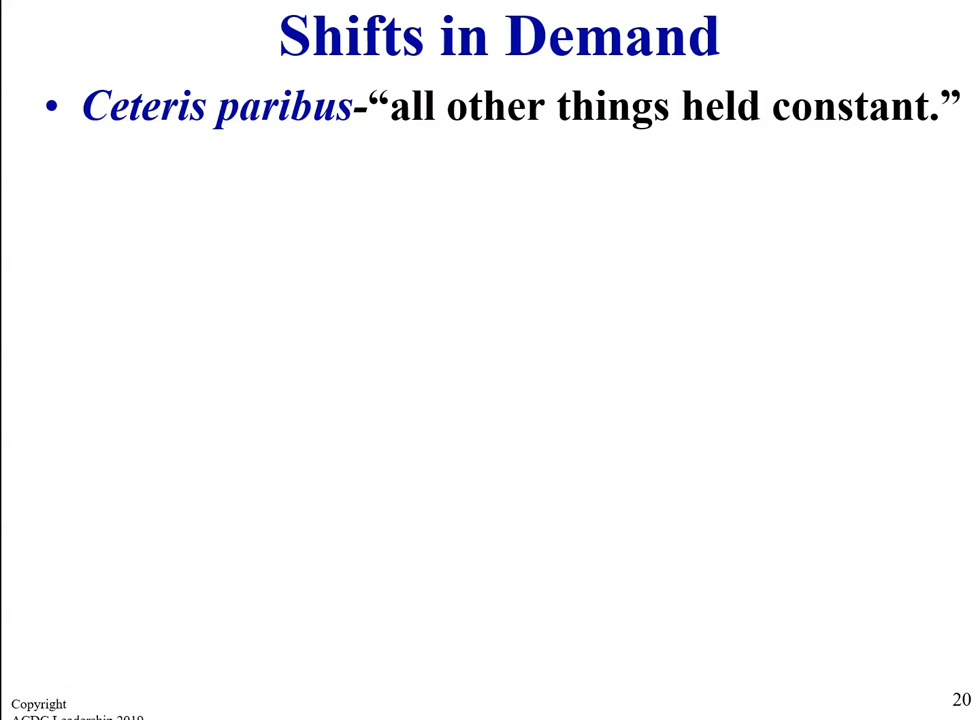 Shifts in Demand
• Ceteris paribus-“all other things held constant.”
Copyright
ACDC Leadership 2019
20